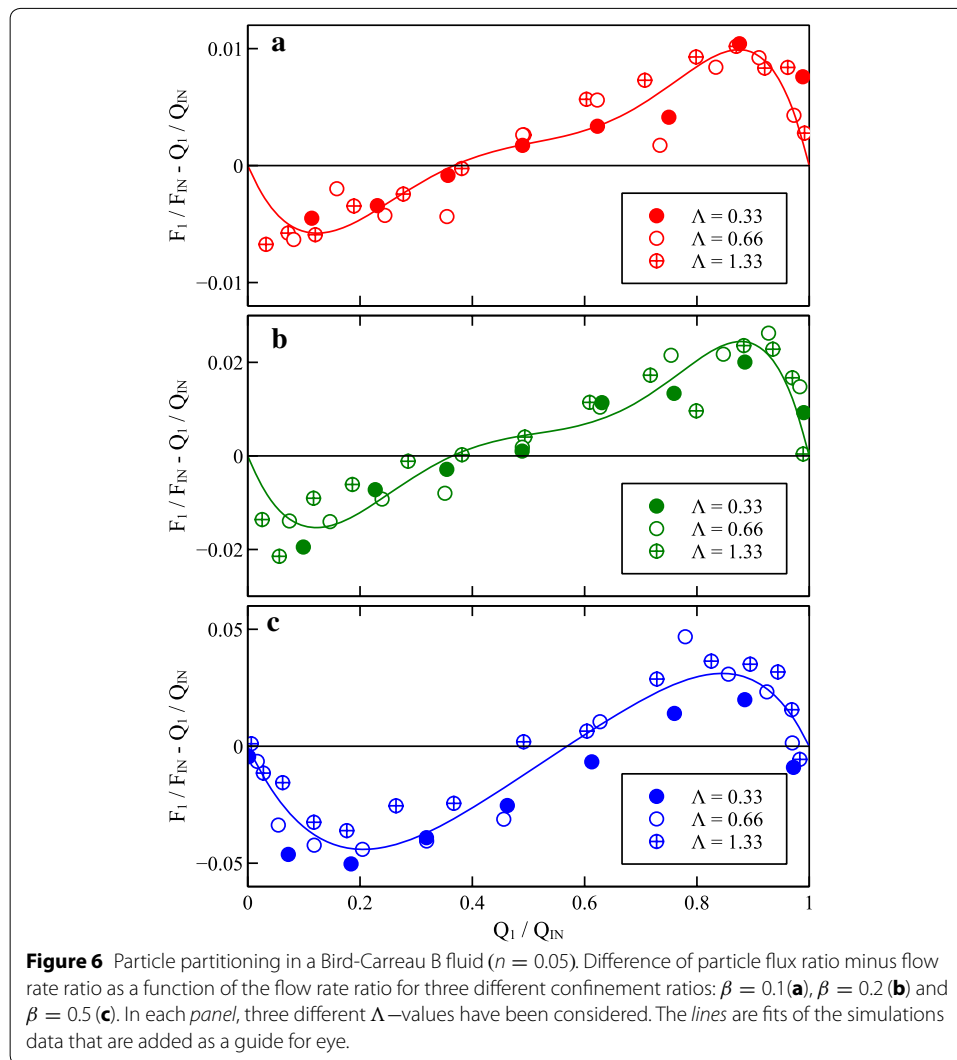 a
0.01
0
−0.01
F1 / FIN - Q1 / QIN
Λ = 0.33
Λ = 0.66
Λ = 1.33
b
0.02
0
−0.02
F1 / FIN - Q1 / QIN
Λ = 0.33
Λ = 0.66
Λ = 1.33
c
0.05
0
−0.05
F1 / FIN - Q1 / QIN
Λ = 0.33
Λ = 0.66
Λ = 1.33
0 0.2 0.4 0.6 0.8 1
Q1 / QIN
Figure 6 Particle partitioning in a Bird-Carreau B fluid (n = 0.05). Difference of particle flux ratio minus flow
rate ratio as a function of the flow rate ratio for three different confinement ratios: β = 0.1(a), β = 0.2 (b) and
β = 0.5 (c). In each panel, three different Λ−values have been considered. The lines are fits of the simulations
data that are added as a guide for eye.